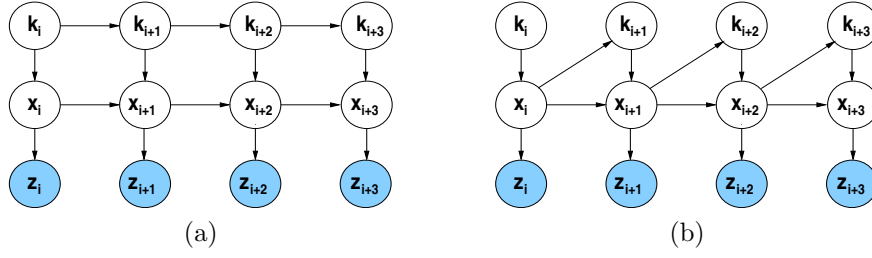 k_i k_{i+1} k_{i+2} k_{i+3} k_i k_{i+1} k_{i+2} k_{i+3}
x_i x_{i+1} x_{i+2} x_{i+3} x_i x_{i+1} x_{i+2} x_{i+3}
z_i z_{i+1} z_{i+2} z_{i+3} z_i z_{i+1} z_{i+2} z_{i+3}
(a) (b)